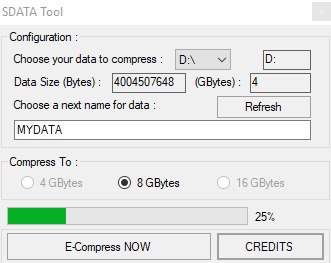 SDATA Tool
Configuration :
Choose your data to compress : D:\ D:
Data Size (Bytes) : 4004507648 (GBytes) : 4
Choose a next name for data : Refresh
MYDATA
Compress To :
4 GBytes 8 GBytes 16 GBytes
25%
E-Compress NOW CREDITS